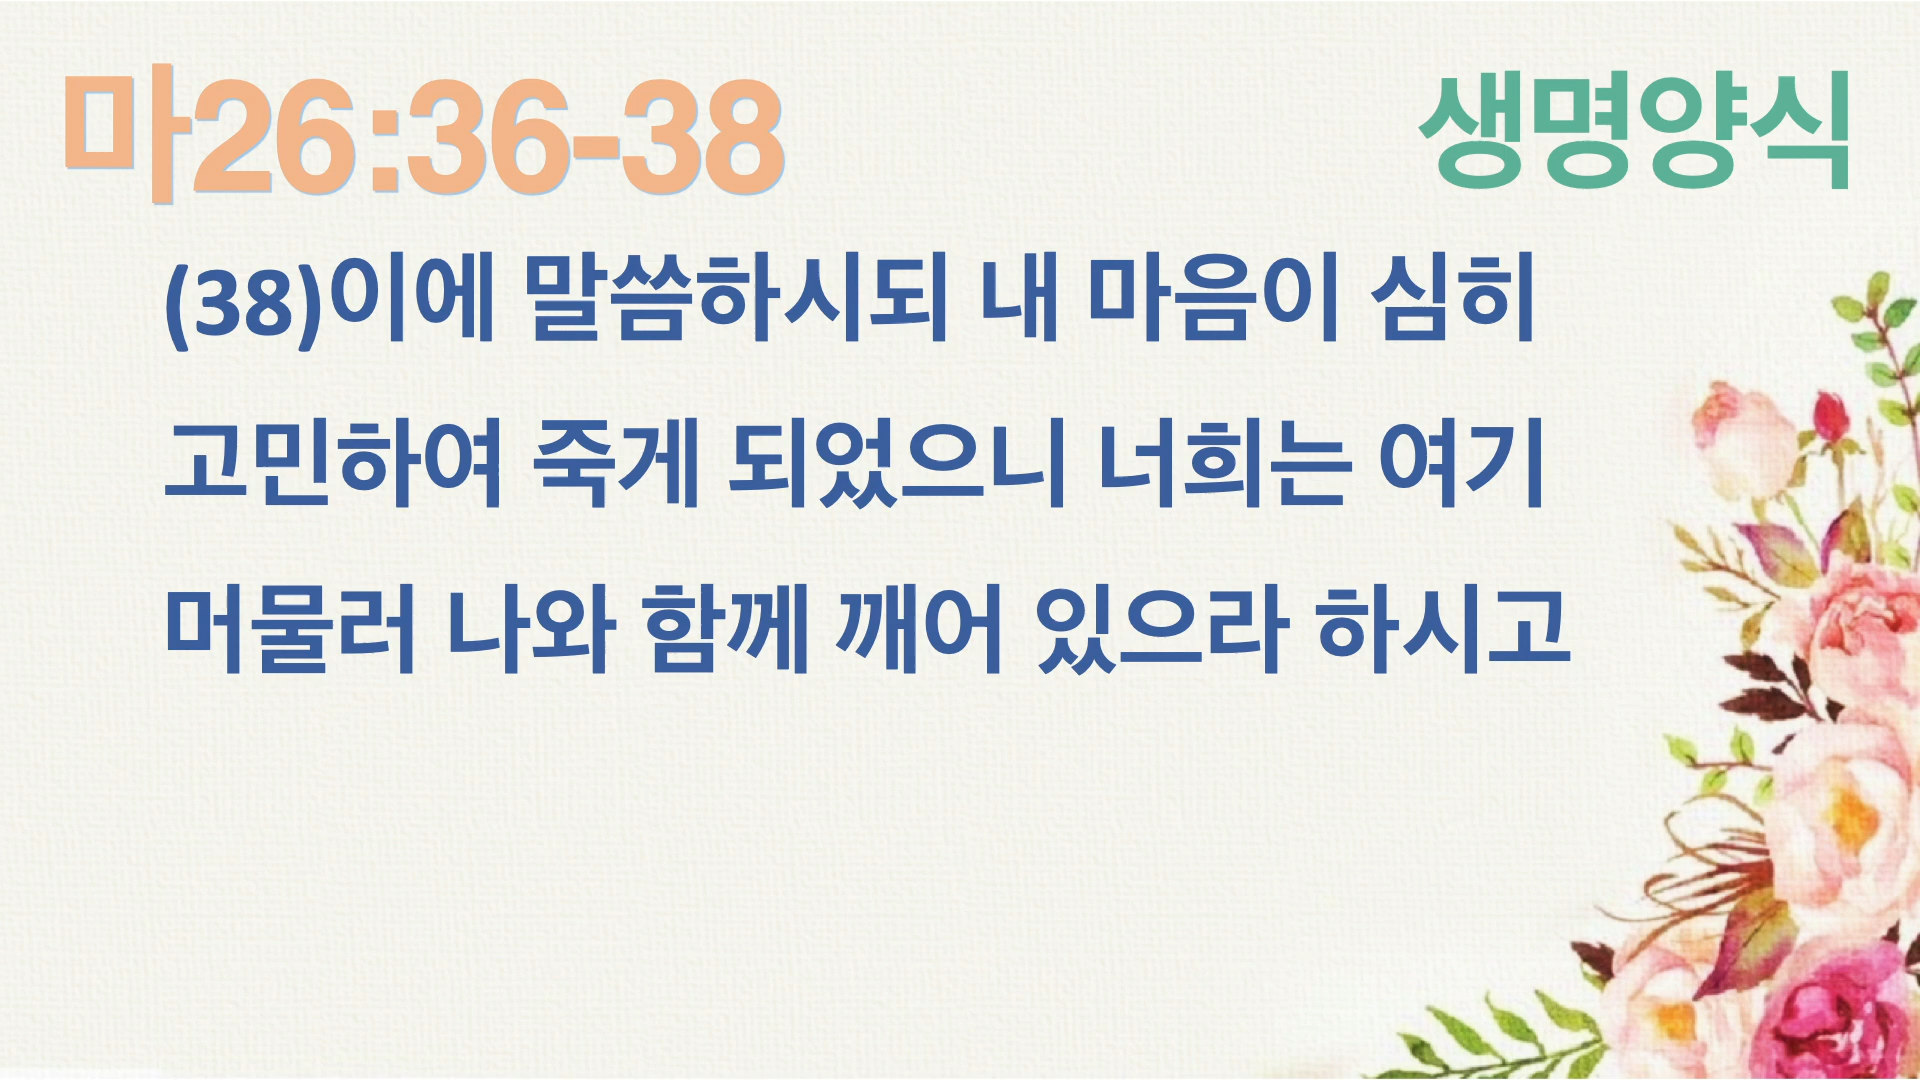 마26:36-38
생명양식
(38)이에 말씀하시되 내 마음이 심히
고민하여 죽게 되었으니 너희는 여기
머물러 나와 함께 깨어 있으라 하시고